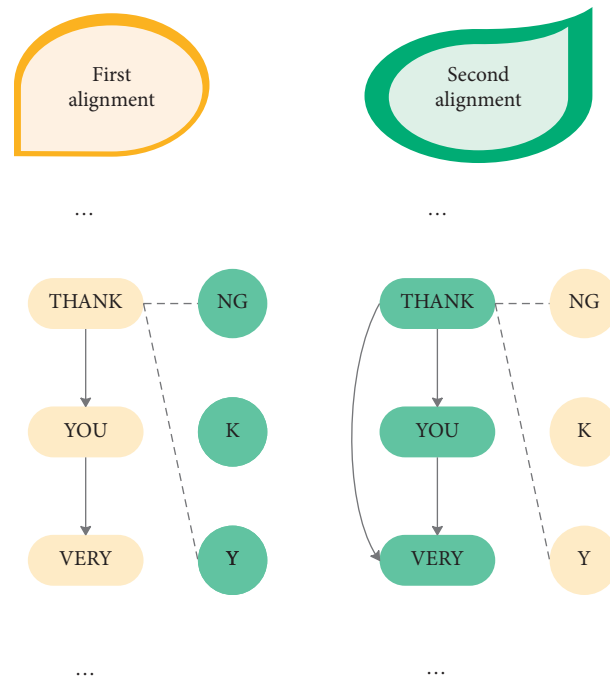 First
alignment
Second
alignment
...
...
THANK
NG
THANK
NG
YOU
K
YOU
K
VERY
Y
VERY
Y
...
...